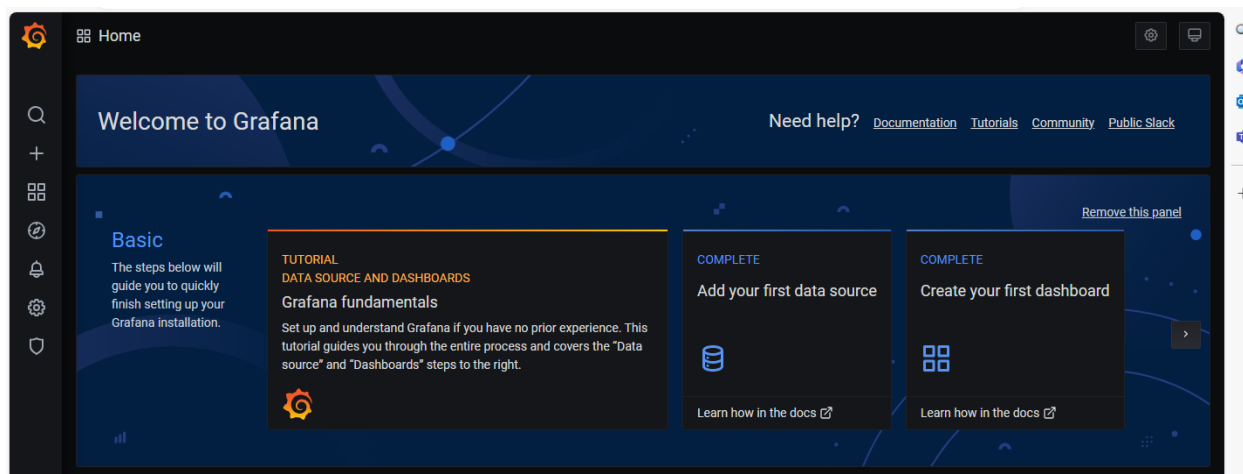 Home
Welcome to Grafana
Need help? Documentation Tutorials Community Public Slack
Remove this panel
Basic
The steps below will
guide you to quickly
finish setting up your
Grafana installation.
TUTORIAL
DATA SOURCE AND DASHBOARDS
Grafana fundamentals
Set up and understand Grafana if you have no prior experience. This
tutorial guides you through the entire process and covers the "Data
source" and "Dashboards" steps to the right.
COMPLETE
Add your first data source
Learn how in the docs
COMPLETE
Create your first dashboard
Learn how in the docs